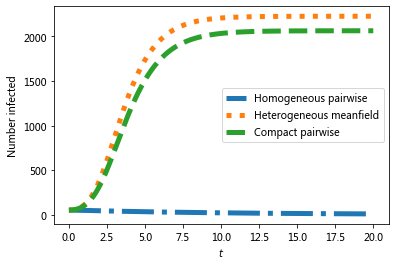 2000
1500
1000
500
0
Number infected
Homogeneous pairwise
Heterogeneous meanfield
Compact pairwise
0.0 2.5 5.0 7.5 10.0 12.5 15.0 17.5 20.0
t